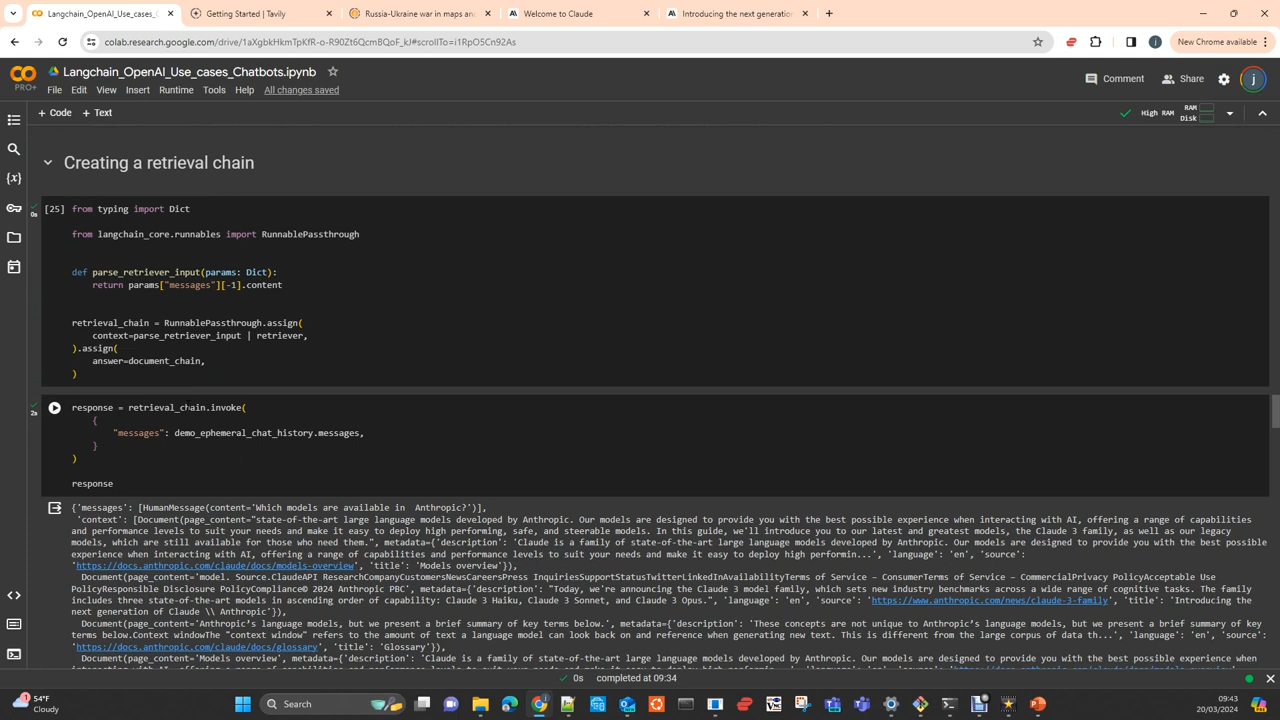 Langchain_OpenAI_Use_cases_C
Getting Started | Tavily
Russia-Ukraine war in maps and
Welcome to Claude
Introducing the next generation
colab.research.google.com/drive/1aXgbkHkmTpKfR-o-R90Zt6QcmBQoF_kJ#scrollTo=i1RpO5Cn92As
New Chrome available
PRO+
Langchain_OpenAI_Use_cases_Chatbots.ipynb
File Edit View Insert Runtime Tools Help All changes saved
Comment Share j
+ Code + Text
High RAM RAM Disk
Creating a retrieval chain
[25] from typing import Dict
0s
from langchain_core.runnables import RunnablePassthrough
def parse_retriever_input(params: Dict):
return params["messages"][-1].content
retrieval_chain = RunnablePassthrough.assign(
context=parse_retriever_input | retriever,
).assign(
answer=document_chain,
)
2s
response = retrieval_chain.invoke(
{
"messages": demo_ephemeral_chat_history.messages,
}
)
response
{'messages': [HumanMessage(content='Which models are available in  Anthropic?')],
'context': [Document(page_content="state-of-the-art large language models developed by Anthropic. Our models are designed to provide you with the best possible experience when interacting with AI, offering a range of capabilities
and performance levels to suit your needs and make it easy to deploy high performing, safe, and steerable models. In this guide, we'll introduce you to our latest and greatest models, the Claude 3 family, as well as our legacy
models, which are still available for those who need them.", metadata={'description': 'Claude is a family of state-of-the-art large language models developed by Anthropic. Our models are designed to provide you with the best possible
experience when interacting with AI, offering a range of capabilities and performance levels to suit your needs and make it easy to deploy high performin...', 'language': 'en', 'source':
'https://docs.anthropic.com/claude/docs/models-overview', 'title': 'Models overview'}),
Document(page_content='model. Source.ClaudeAPI ResearchCompanyCustomersNewsCareersPress InquiriesSupportStatusTwitterLinkedInAvailabilityTerms of Service – ConsumerTerms of Service – CommercialPrivacy PolicyAcceptable Use
PolicyResponsible Disclosure PolicyCompliance© 2024 Anthropic PBC', metadata={'description': "Today, we're announcing the Claude 3 model family, which sets new industry benchmarks across a wide range of cognitive tasks. The family
includes three state-of-the-art models in ascending order of capability: Claude 3 Haiku, Claude 3 Sonnet, and Claude 3 Opus.", 'language': 'en', 'source': 'https://www.anthropic.com/news/claude-3-family', 'title': 'Introducing the
next generation of Claude \\ Anthropic'}),
Document(page_content='Anthropic’s language models, but we present a brief summary of key terms below.', metadata={'description': 'These concepts are not unique to Anthropic’s language models, but we present a brief summary of key
terms below.Context windowThe "context window" refers to the amount of text a language model can look back on and reference when generating new text. This is different from the large corpus of data th...', 'language': 'en', 'source':
'https://docs.anthropic.com/claude/docs/glossary', 'title': 'Glossary'}),
Document(page_content='Models overview', metadata={'description': 'Claude is a family of state-of-the-art large language models developed by Anthropic. Our models are designed to provide you with the best possible experience when
0s completed at 09:34
54°F
Cloudy
Search
09:43
20/03/2024